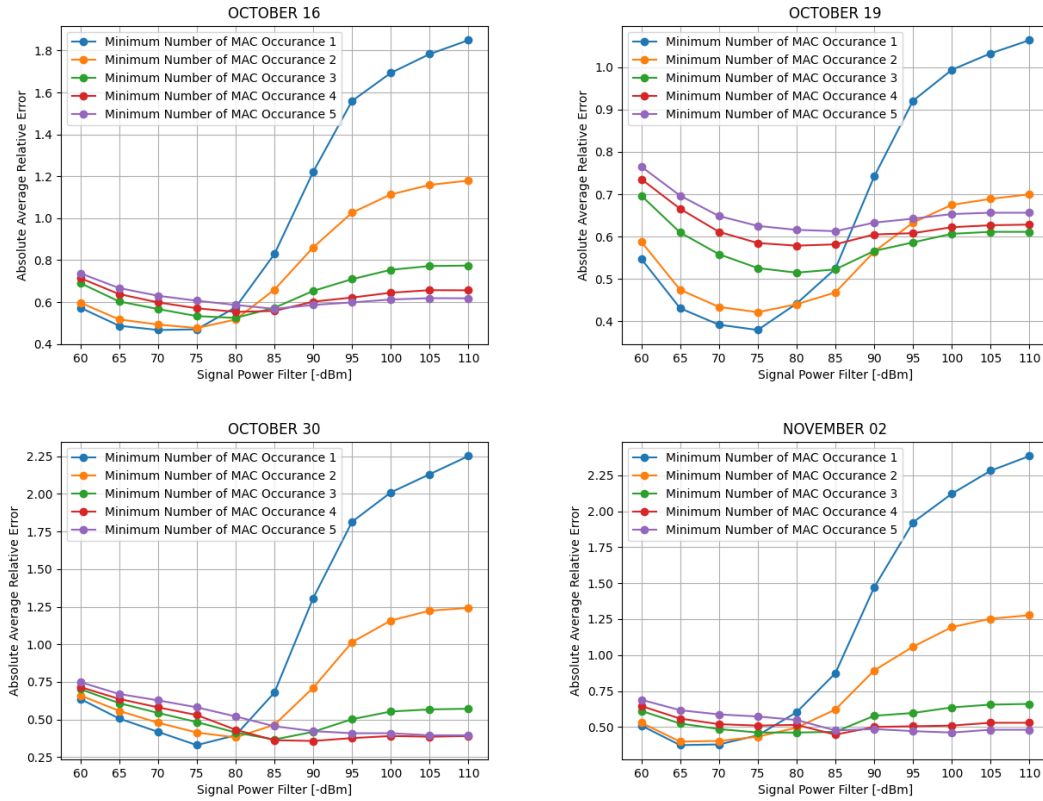 OCTOBER 16
Absolute Average Relative Error
1.8
1.6
1.4
1.2
1.0
0.8
0.6
0.4
Minimum Number of MAC Occurance 1
Minimum Number of MAC Occurance 2
Minimum Number of MAC Occurance 3
Minimum Number of MAC Occurance 4
Minimum Number of MAC Occurance 5
60 65 70 75 80 85 90 95 100 105 110
Signal Power Filter [-dBm]
OCTOBER 19
Absolute Average Relative Error
1.0
0.9
0.8
0.7
0.6
0.5
0.4
Minimum Number of MAC Occurance 1
Minimum Number of MAC Occurance 2
Minimum Number of MAC Occurance 3
Minimum Number of MAC Occurance 4
Minimum Number of MAC Occurance 5
60 65 70 75 80 85 90 95 100 105 110
Signal Power Filter [-dBm]
OCTOBER 30
Absolute Average Relative Error
2.25
2.00
1.75
1.50
1.25
1.00
0.75
0.50
0.25
Minimum Number of MAC Occurance 1
Minimum Number of MAC Occurance 2
Minimum Number of MAC Occurance 3
Minimum Number of MAC Occurance 4
Minimum Number of MAC Occurance 5
60 65 70 75 80 85 90 95 100 105 110
Signal Power Filter [-dBm]
NOVEMBER 02
Absolute Average Relative Error
2.25
2.00
1.75
1.50
1.25
1.00
0.75
0.50
Minimum Number of MAC Occurance 1
Minimum Number of MAC Occurance 2
Minimum Number of MAC Occurance 3
Minimum Number of MAC Occurance 4
Minimum Number of MAC Occurance 5
60 65 70 75 80 85 90 95 100 105 110
Signal Power Filter [-dBm]